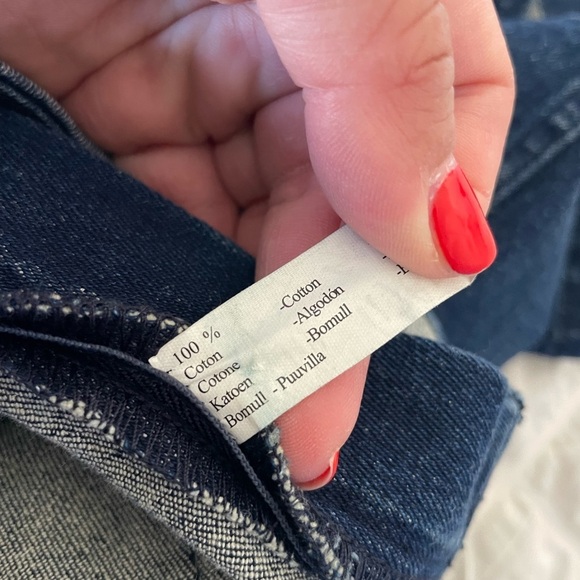 100 %
Coton -Cotton
Cotone -Algodón
Katoen -Bomull
Bomull -Puuvilla